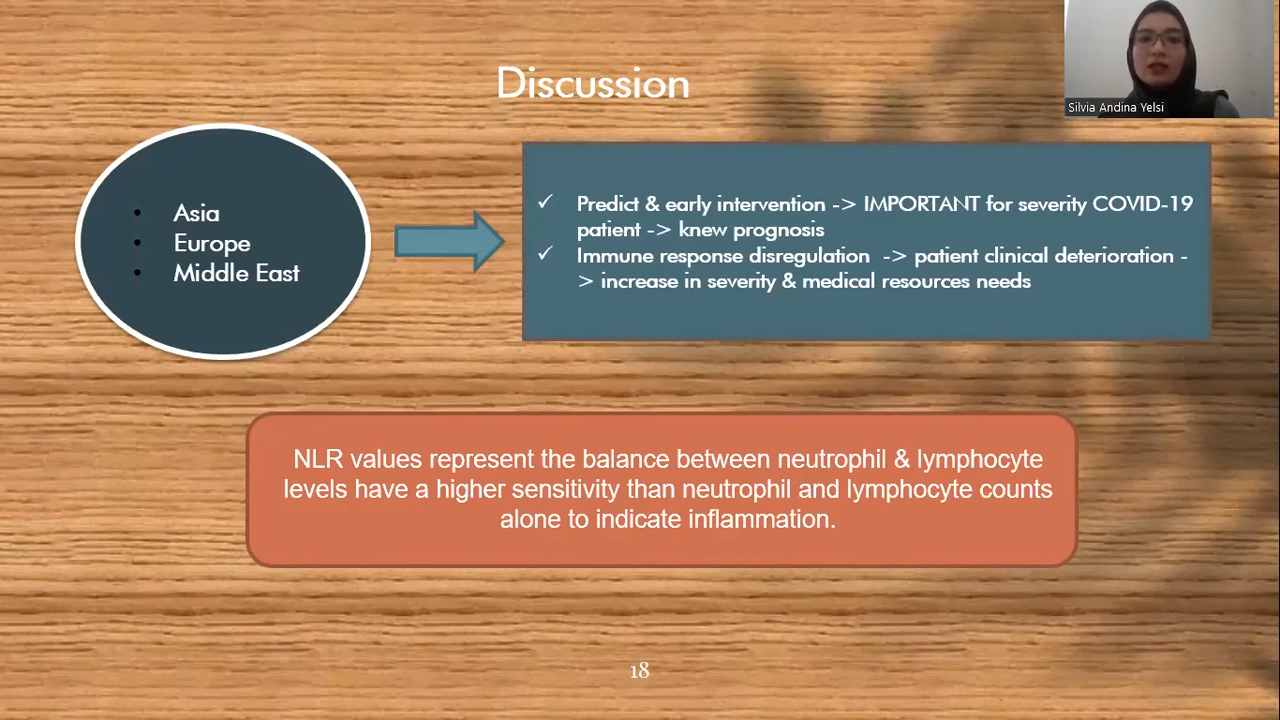 Discussion
Silvia Andina Yelsi
• Asia
• Europe
• Middle East
✓ Predict & early intervention -> IMPORTANT for severity COVID-19
patient -> knew prognosis
✓ Immune response disregulation -> patient clinical deterioration -
> increase in severity & medical resources needs
NLR values represent the balance between neutrophil & lymphocyte
levels have a higher sensitivity than neutrophil and lymphocyte counts
alone to indicate inflammation.
18